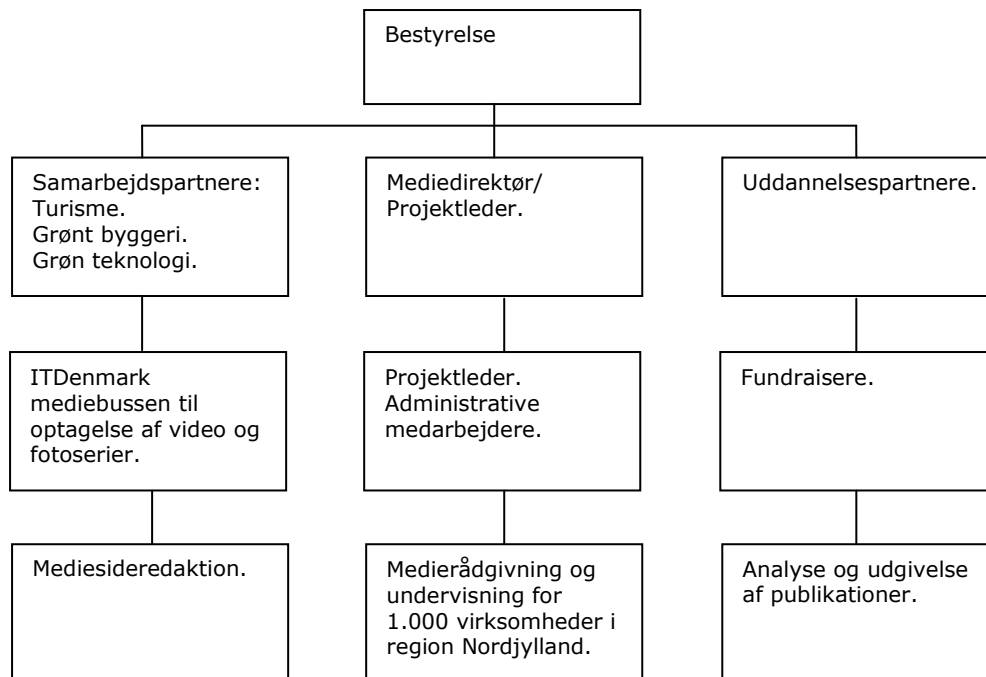 Bestyrelse
Samarbejdspartnere:
Turisme.
Grønt byggeri.
Grøn teknologi.
Mediedirektør/
Projektleder.
Uddannelsespartnere.
ITDenmark
mediebussen til
optagelse af video og
fotoserier.
Projektleder.
Administrative
medarbejdere.
Fundraisere.
Mediesideredaktion.
Medierådgivning og
undervisning for
1.000 virksomheder i
region Nordjylland.
Analyse og udgivelse
af publikationer.